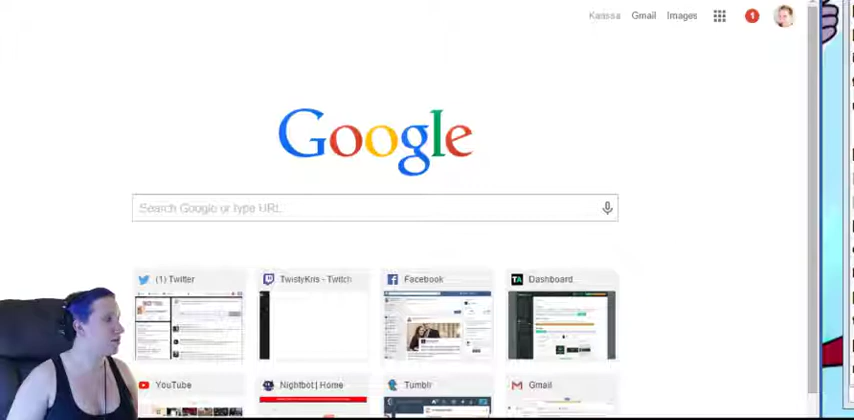 Karissa Gmail Images 1
Google
Search Google or type URL
(1) Twitter TwistyKris - Twitch Facebook TA Dashboard
YouTube Nightbot | Home Tumblr Gmail